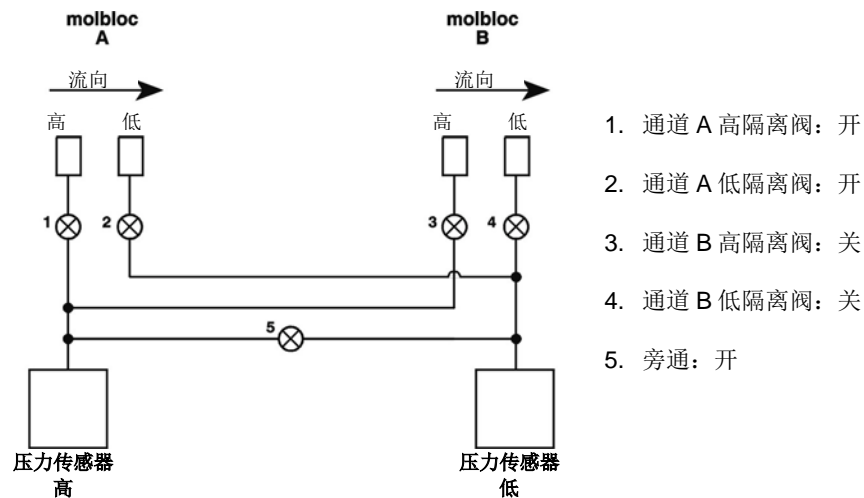 molbloc
A
molbloc
B
流向
流向
高
低
高
低
1
2
3
4
5
压力传感器
高
压力传感器
低
1. 通道 A 高隔离阀：开
2. 通道 A 低隔离阀：开
3. 通道 B 高隔离阀：关
4. 通道 B 低隔离阀：关
5. 旁通：开